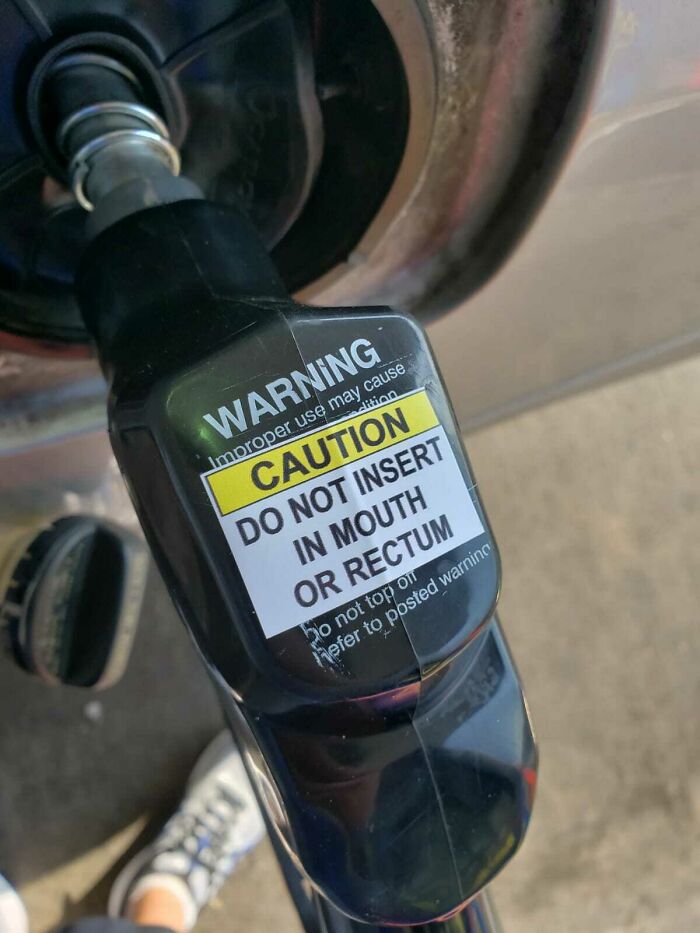 WARNING
Improper use may cause
dition
CAUTION
DO NOT INSERT
IN MOUTH
OR RECTUM
Do not top off
Refer to posted warning